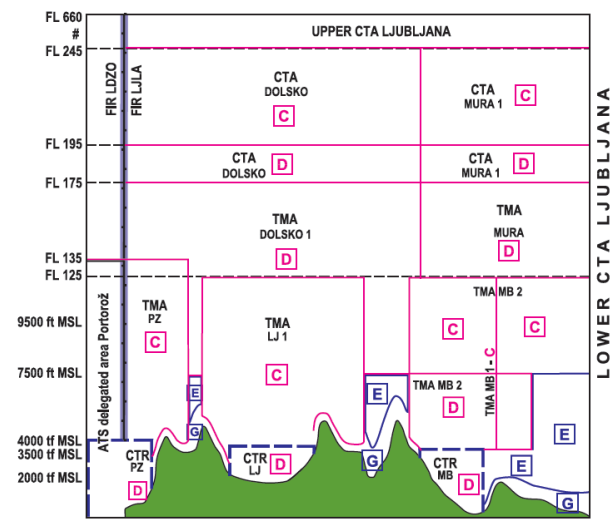 FL 660
#
UPPER CTA LJUBLJANA
FL 245
FIR LDZO
FIR LJLA
CTA
DOLSKO
C
CTA
MURA 1
C
FL 195
CTA
DOLSKO
D
CTA
MURA 1
D
FL 175
TMA
DOLSKO 1
D
TMA
MURA
D
FL 135
FL 125
LOWER CTA LJUBLJANA
ATS delegated area Portorož
TMA
PZ
C
TMA
LJ 1
C
TMA MB 2
C
C
9500 ft MSL
7500 ft MSL
E
G
E
G
TMA MB 2
D
TMA MB 1 - C
E
4000 tf MSL
3500 tf MSL
2000 tf MSL
CTR
PZ
D
CTR
LJ
D
CTR
MB
D
E
G